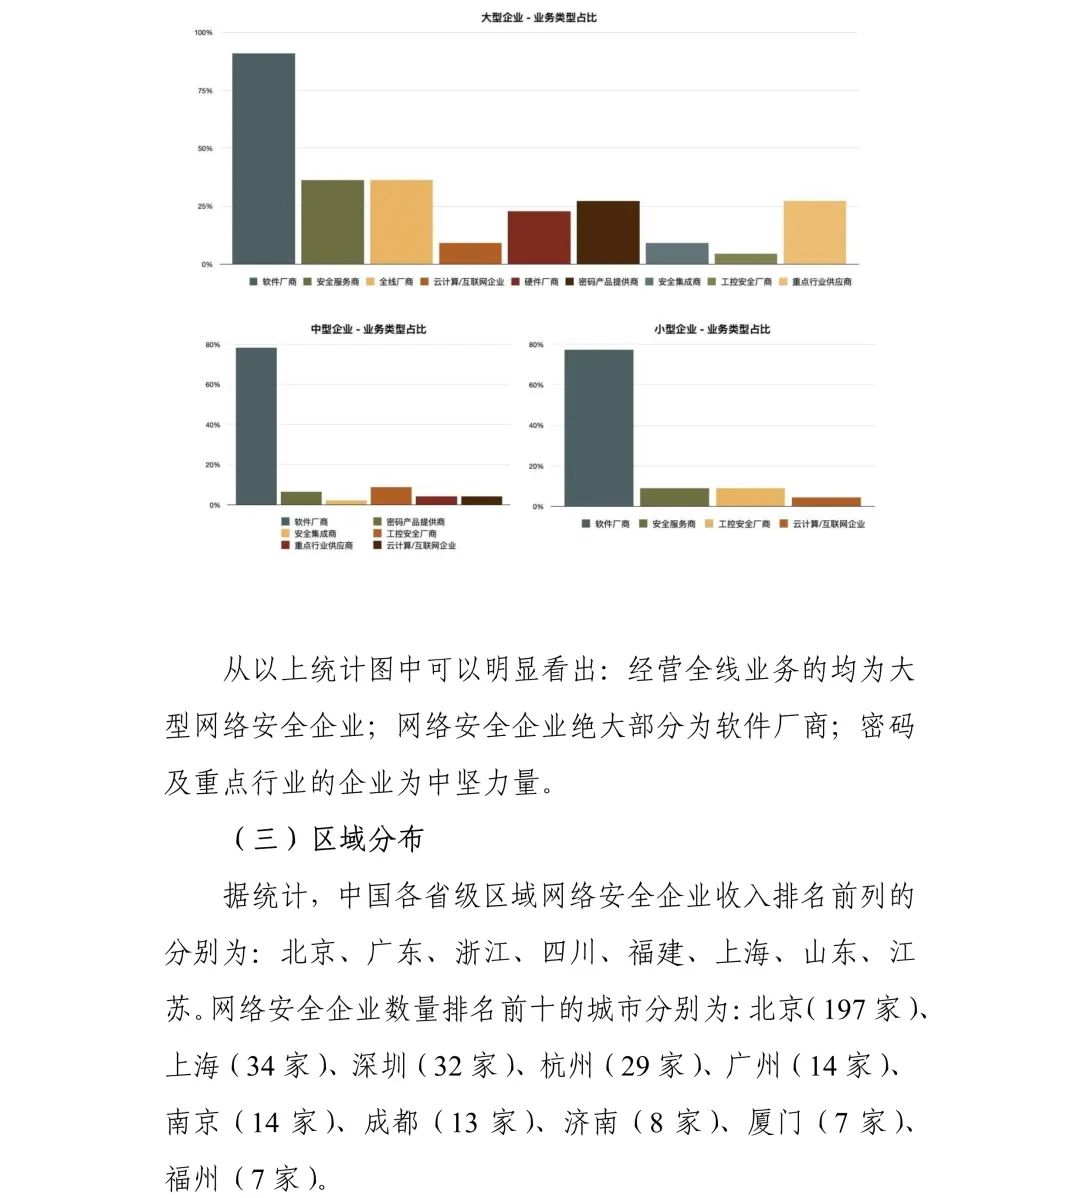 大型企业 - 业务类型占比
100%
75%
50%
25%
0%
软件厂商 安全服务商 全线厂商 云计算/互联网企业 硬件厂商 密码产品提供商 安全集成商 工控安全厂商 重点行业供应商
中型企业 - 业务类型占比
80%
60%
40%
20%
0%
软件厂商 密码产品提供商
安全集成商 工控安全厂商
重点行业供应商 云计算/互联网企业
小型企业 - 业务类型占比
80%
60%
40%
20%
0%
软件厂商 安全服务商 工控安全厂商 云计算/互联网企业
从以上统计图中可以明显看出：经营全线业务的均为大
型网络安全企业；网络安全企业绝大部分为软件厂商；密码
及重点行业的企业为中坚力量。
（三）区域分布
据统计，中国各省级区域网络安全企业收入排名前列的
分别为：北京、广东、浙江、四川、福建、上海、山东、江
苏。网络安全企业数量排名前十的城市分别为：北京（197 家）、
上海（34 家）、深圳（32 家）、杭州（29 家）、广州（14 家）、
南京（14 家）、成都（13 家）、济南（8 家）、厦门（7 家）、
福州（7 家）。